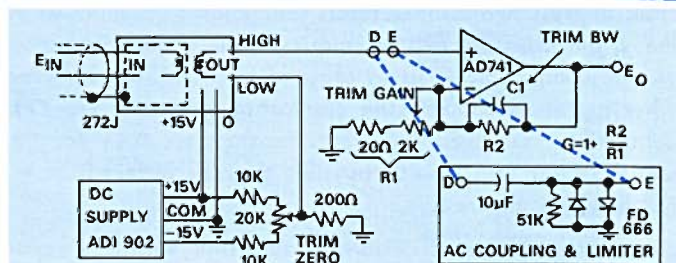 HIGH
D E
TRIM BW
EIN
IN
OUT
AD741
EO
LOW
TRIM GAIN
C1
272J
+15V
O
20Ω 2K
R2
G=1+ R2/R1
R1
DC SUPPLY ADI 902
+15V
COM
-15V
10K
20K
10K
200Ω
TRIM ZERO
D
10μF
51K
E
FD 666
AC COUPLING & LIMITER